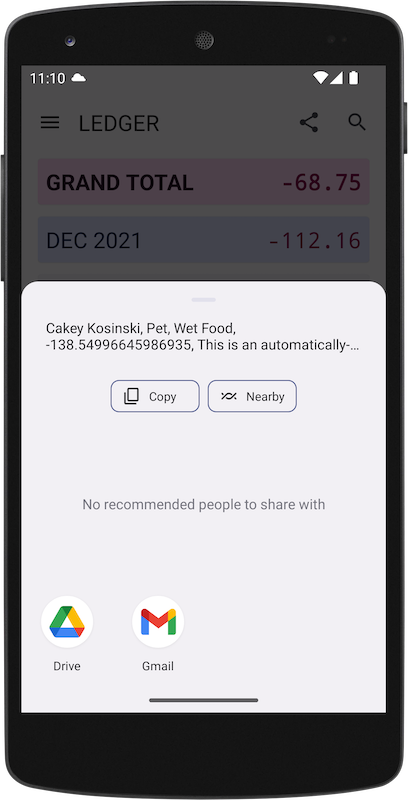 11:10
LEDGER
GRAND TOTAL -68.75
DEC 2021 -112.16
Cakey Kosinski, Pet, Wet Food,
-138.54996645986935, This is an automatically-…
Copy Nearby
No recommended people to share with
Drive Gmail